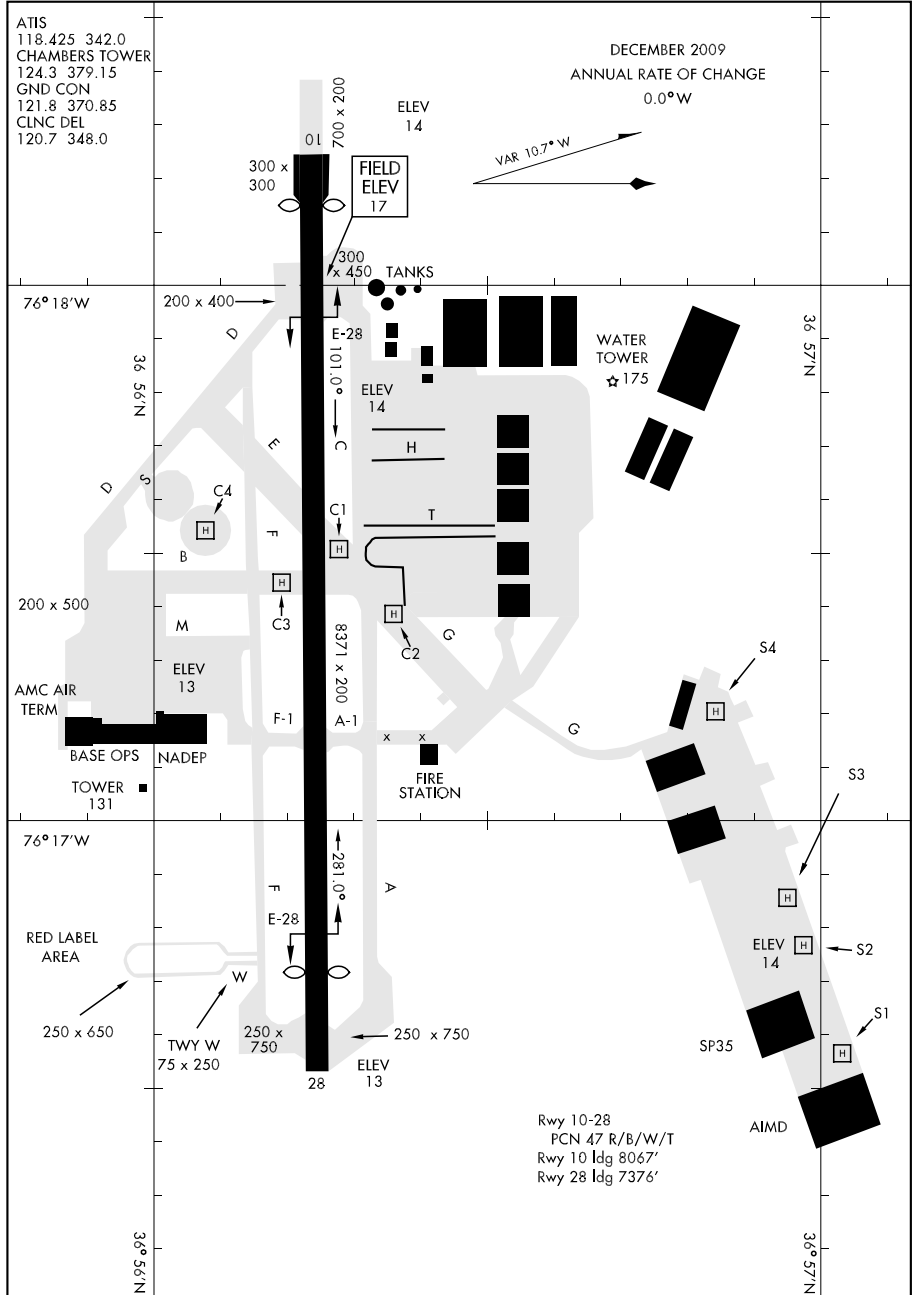 ATIS
118.425 342.0
CHAMBERS TOWER
124.3 379.15
GND CON
121.8 370.85
CLNC DEL
120.7 348.0
DECEMBER 2009
ANNUAL RATE OF CHANGE
0.0° W
VAR 10.7° W
ELEV
14
700 x 200
10
300 x
300
FIELD
ELEV
17
300
x 450
TANKS
76° 18'W
200 x 400
D
E-28
101.0°
36 56'N
36 57'N
WATER
TOWER
175
ELEV
14
E
C
H
D
S
C4
C1
T
H
F
H
B
H
C3
200 x 500
H
C2
M
8371 x 200
G
ELEV
13
S4
H
AMC AIR
TERM
F-1
A-1
G
x x
BASE OPS
NADEP
FIRE
STATION
TOWER
131
S3
76° 17'W
281.0°
F
A
H
E-28
RED LABEL
AREA
ELEV
14
H
S2
W
250 x 650
TWY W
75 x 250
250 x
750
250 x 750
S1
H
SP35
ELEV
13
28
AIMD
Rwy 10-28
PCN 47 R/B/W/T
Rwy 10 ldg 8067'
Rwy 28 ldg 7376'
36° 56'N
36° 57'N